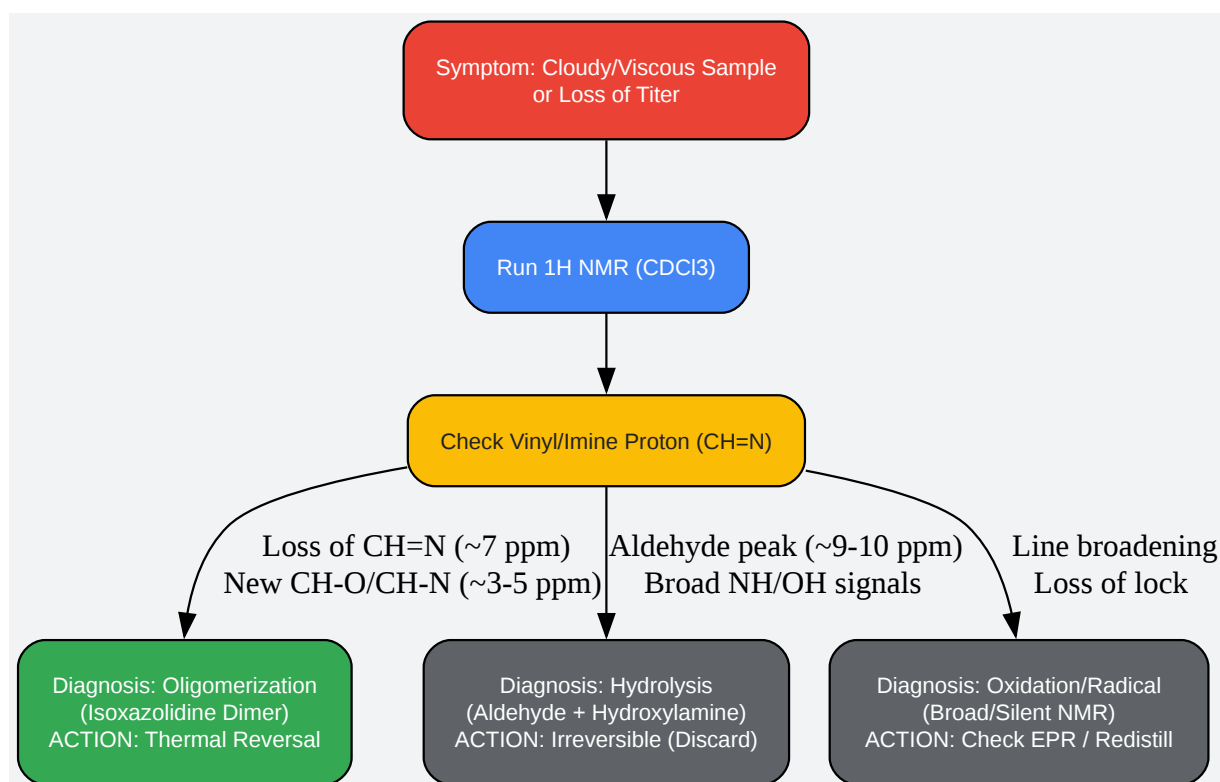 Symptom: Cloudy/Viscous Sample
or Loss of Titer
Run 1H NMR (CDCl3)
Check Vinyl/Imine Proton (CH=N)
Loss of CH=N (~7 ppm)
New CH-O/CH-N (~3-5 ppm)
Aldehyde peak (~9-10 ppm)
Broad NH/OH signals
Line broadening
Loss of lock
Diagnosis: Oligomerization
(Isoxazolidine Dimer)
ACTION: Thermal Reversal
Diagnosis: Hydrolysis
(Aldehyde + Hydroxylamine)
ACTION: Irreversible (Discard)
Diagnosis: Oxidation/Radical
(Broad/Silent NMR)
ACTION: Check EPR / Redistill